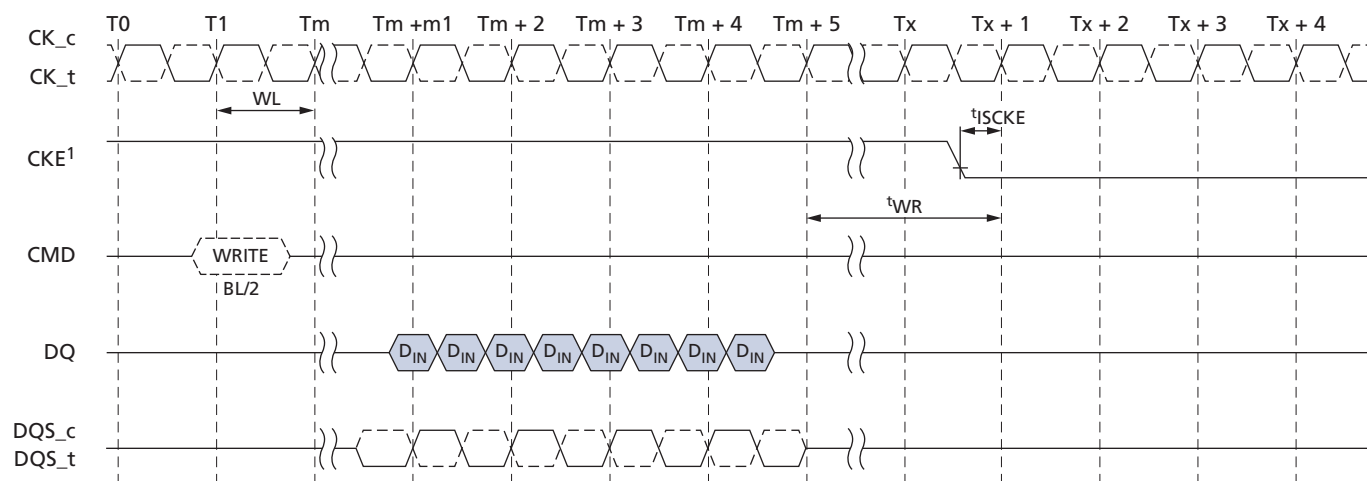 T0 T1 Tm Tm +m1 Tm + 2 Tm + 3 Tm + 4 Tm + 5 Tx Tx + 1 Tx + 2 Tx + 3 Tx + 4
CK_c
CK_t
WL
tISCKE
CKE1
tWR
CMD WRITE
BL/2
DQ DIN DIN DIN DIN DIN DIN DIN DIN
DQS_c
DQS_t